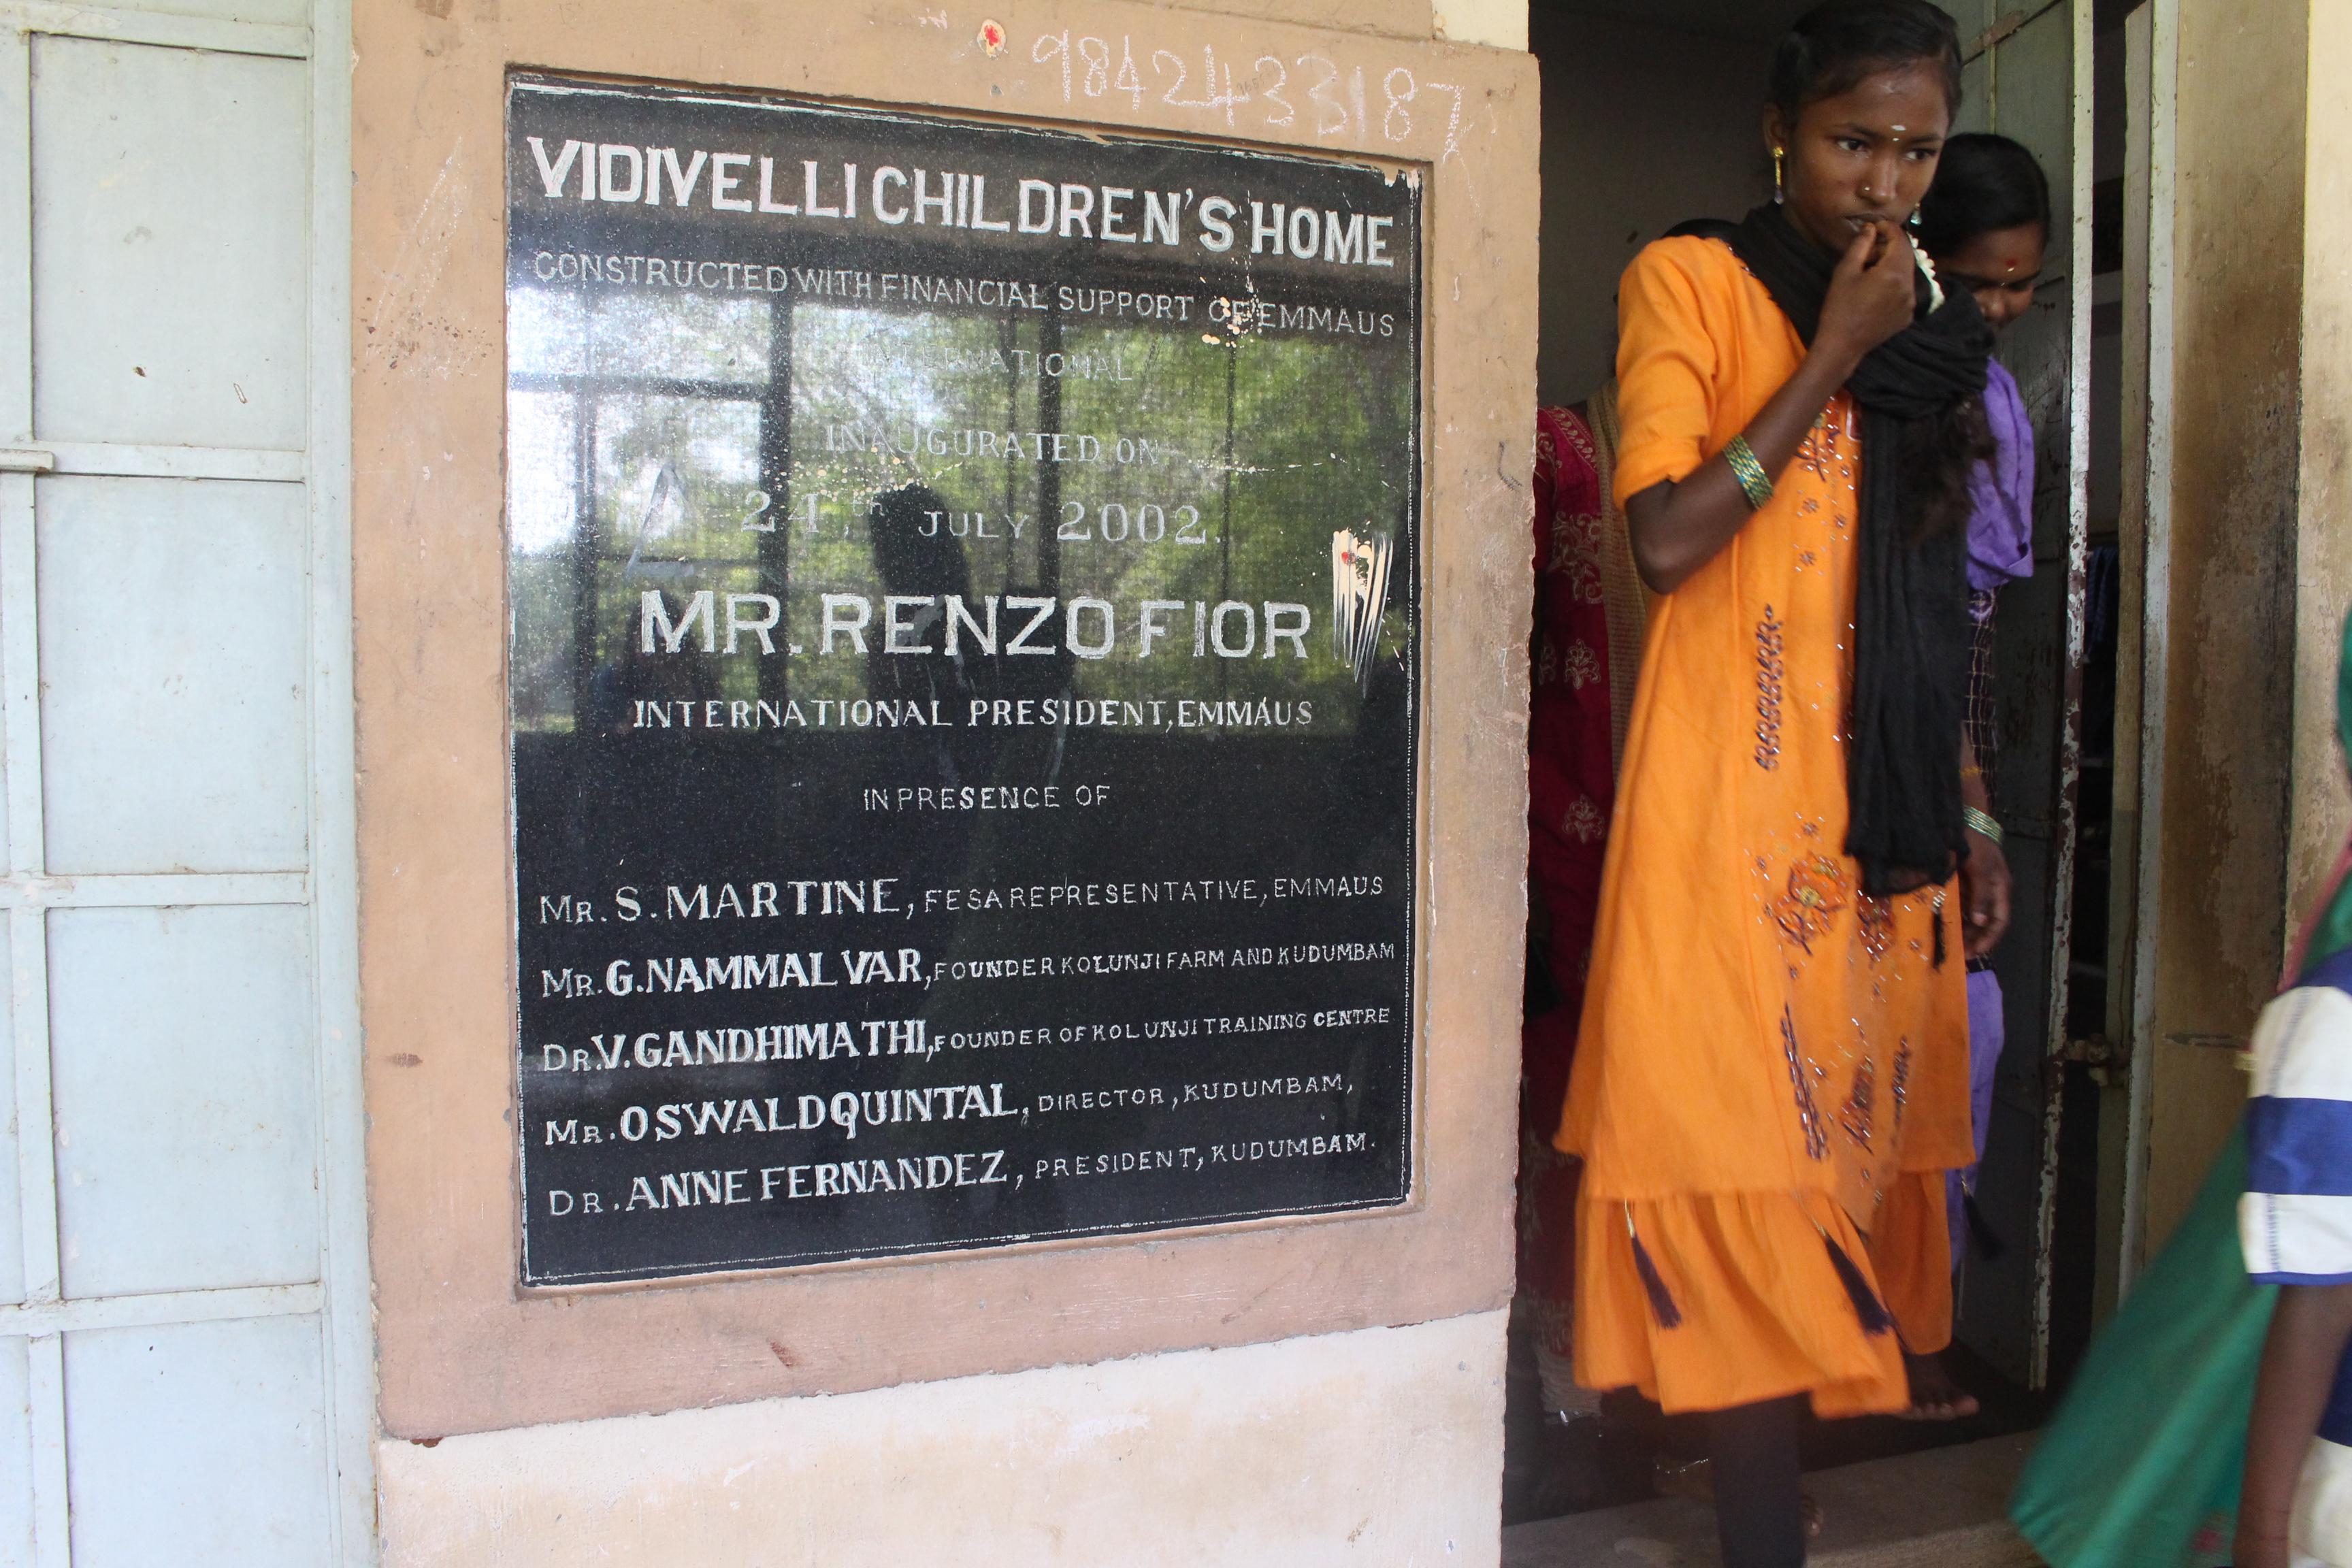 9842433187
VIDIVELLI CHILDREN'S HOME
CONSTRUCTED WITH FINANCIAL SUPPORT OF EMMAUS
INTERNATIONAL
INAUGURATED ON
24th JULY 2002.
MR. RENZO FIOR
INTERNATIONAL PRESIDENT, EMMAUS
IN PRESENCE OF
MR. S. MARTINE, FESA REPRESENTATIVE, EMMAUS
MR. G. NAMMALVAR, FOUNDER KOLUNJI FARM AND KUDUMBAM
DR. V. GANDHIMATHI, FOUNDER OF KOLUNJI TRAINING CENTRE
MR. OSWALD QUINTAL, DIRECTOR, KUDUMBAM,
DR. ANNE FERNANDEZ, PRESIDENT, KUDUMBAM.